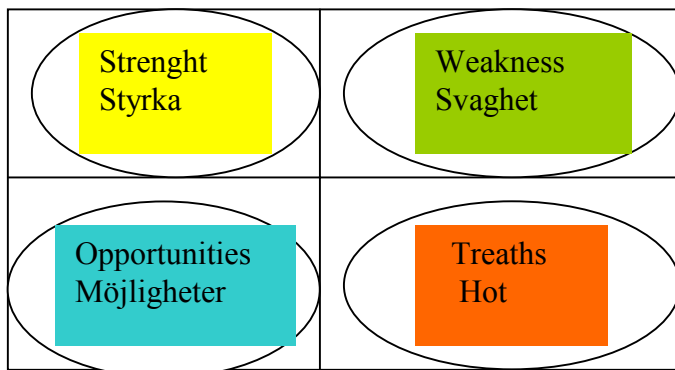 Strenght
Styrka
Weakness
Svaghet
Opportunities
Möjligheter
Treaths
Hot